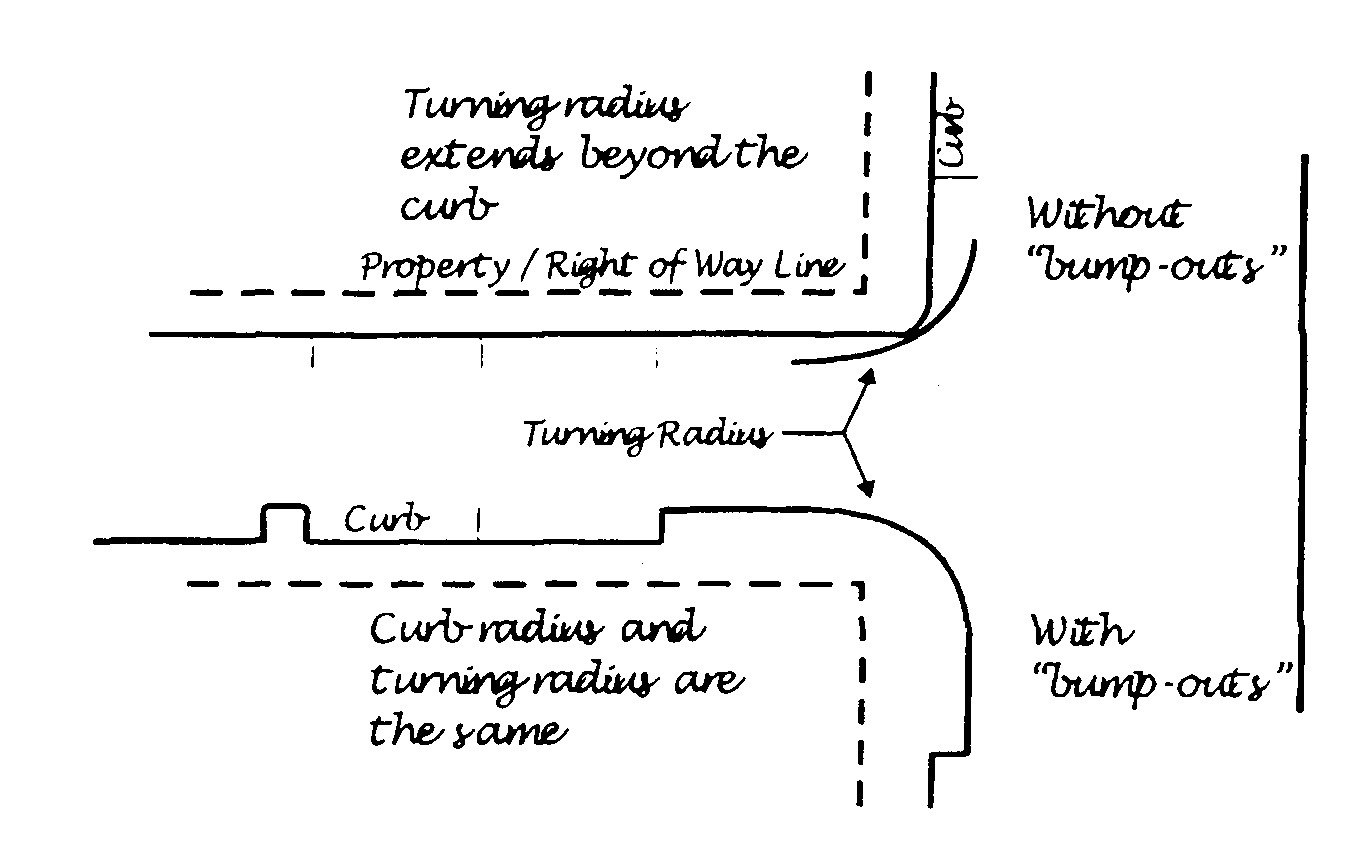 Turning radius
extends beyond the
curb
Curb
Property / Right of Way Line
Without
"bump-outs"
Turning Radius
Curb
Curb radius and
turning radius are
the same
With
"bump-outs"